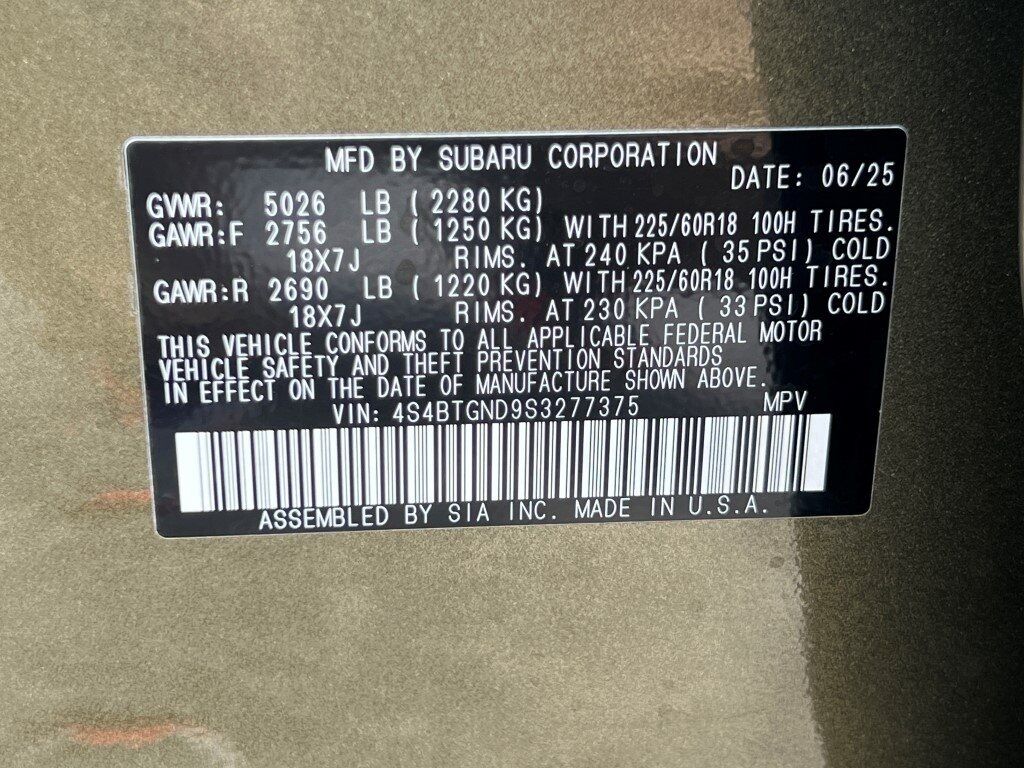 MFD BY SUBARU CORPORATION
DATE: 06/25
GVWR: 5026 LB ( 2280 KG)
GAWR:F 2756 LB ( 1250 KG) WITH 225/60R18 100H TIRES.
18X7J RIMS. AT 240 KPA ( 35 PSI) COLD
GAWR:R 2690 LB ( 1220 KG) WITH 225/60R18 100H TIRES.
18X7J RIMS. AT 230 KPA ( 33 PSI) COLD
THIS VEHICLE CONFORMS TO ALL APPLICABLE FEDERAL MOTOR
VEHICLE SAFETY AND THEFT PREVENTION STANDARDS
IN EFFECT ON THE DATE OF MANUFACTURE SHOWN ABOVE.
VIN: 4S4BTGND9S3277375 MPV
ASSEMBLED BY SIA INC. MADE IN U.S.A.